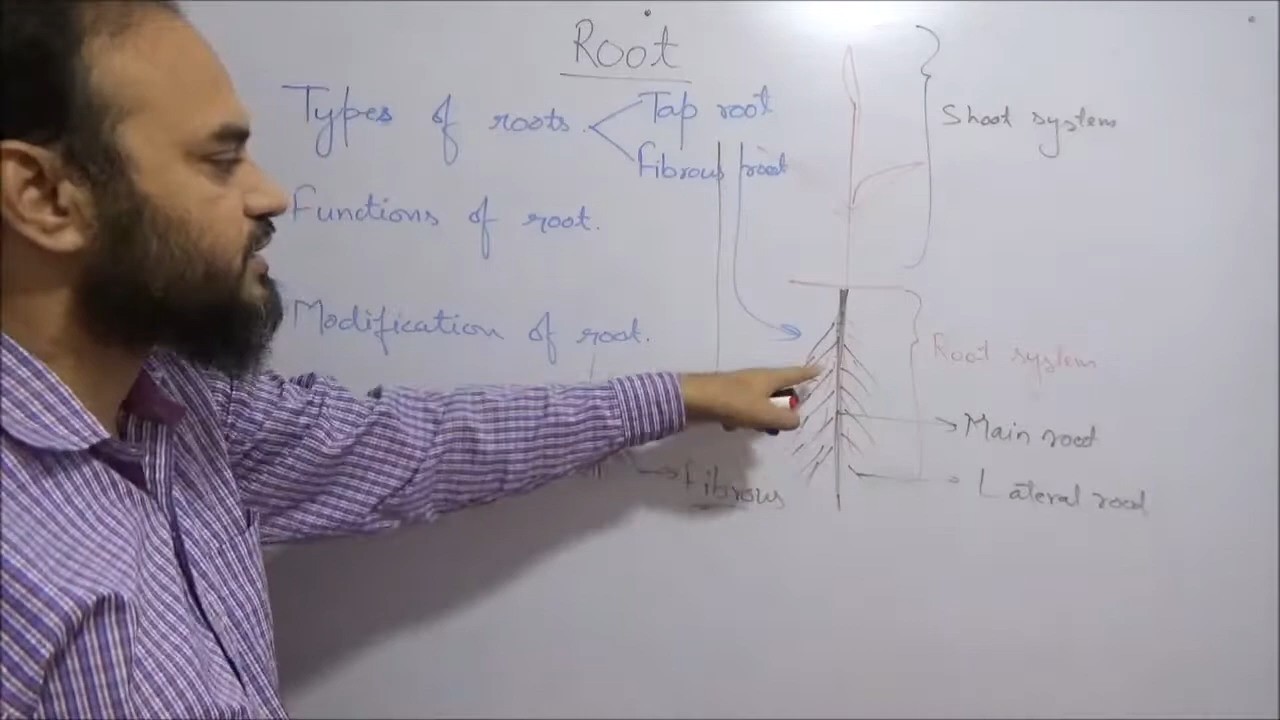 Root
Types of roots.
Tap root
Fibrous root
Functions of root.
Modification of root.
Shoot system
Root system
Main root
Lateral root
Fibrous